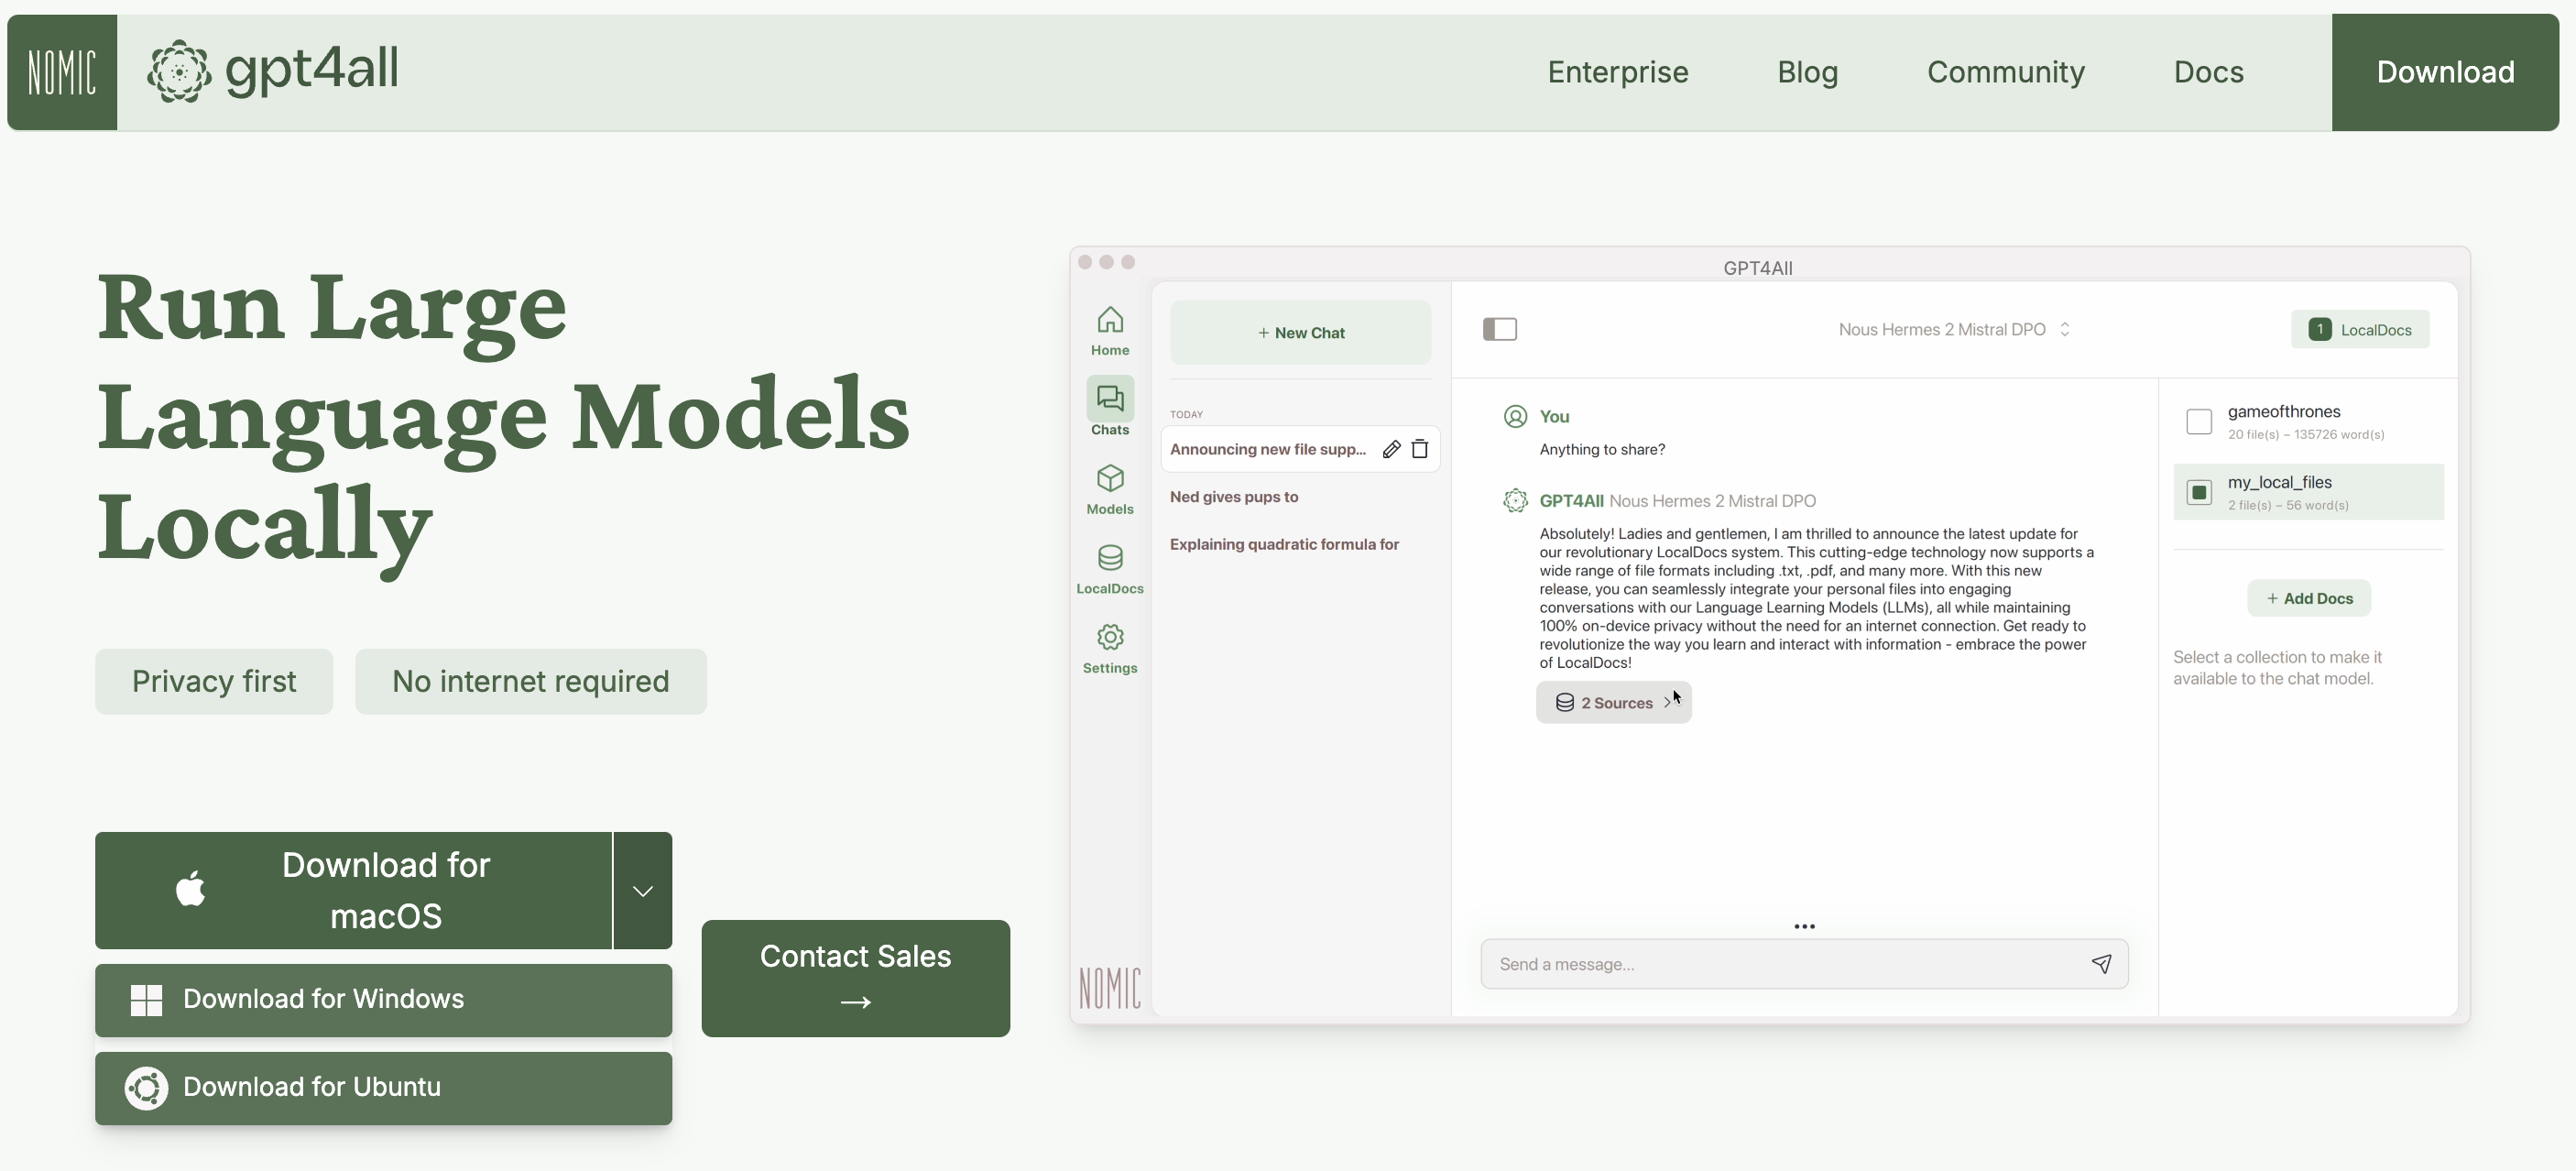 NOMIC
gpt4all
Enterprise
Blog
Community
Docs
Download
Run Large
Language Models
Locally
Privacy first
No internet required
Download for
macOS
Download for Windows
Download for Ubuntu
Contact Sales
→
GPT4All
Home
Chats
Models
LocalDocs
Settings
NOMIC
+ New Chat
TODAY
Announcing new file supp...
Ned gives pups to
Explaining quadratic formula for
Nous Hermes 2 Mistral DPO
1 LocalDocs
You
Anything to share?
GPT4All Nous Hermes 2 Mistral DPO
Absolutely! Ladies and gentlemen, I am thrilled to announce the latest update for
our revolutionary LocalDocs system. This cutting-edge technology now supports a
wide range of file formats including .txt, .pdf, and many more. With this new
release, you can seamlessly integrate your personal files into engaging
conversations with our Language Learning Models (LLMs), all while maintaining
100% on-device privacy without the need for an internet connection. Get ready to
revolutionize the way you learn and interact with information - embrace the power
of LocalDocs!
2 Sources
Send a message...
gameofthrones
20 file(s) – 135726 word(s)
my_local_files
2 file(s) – 56 word(s)
+ Add Docs
Select a collection to make it
available to the chat model.